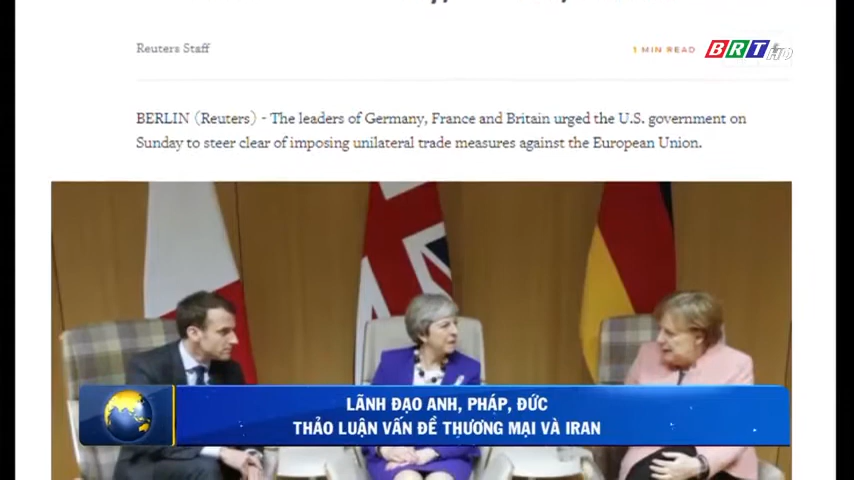 Reuters Staff
1 MIN READ
BRT HD
BERLIN (Reuters) - The leaders of Germany, France and Britain urged the U.S. government on
Sunday to steer clear of imposing unilateral trade measures against the European Union.
LÃNH ĐẠO ANH, PHÁP, ĐỨC
THẢO LUẬN VẤN ĐỀ THƯƠNG MẠI VÀ IRAN